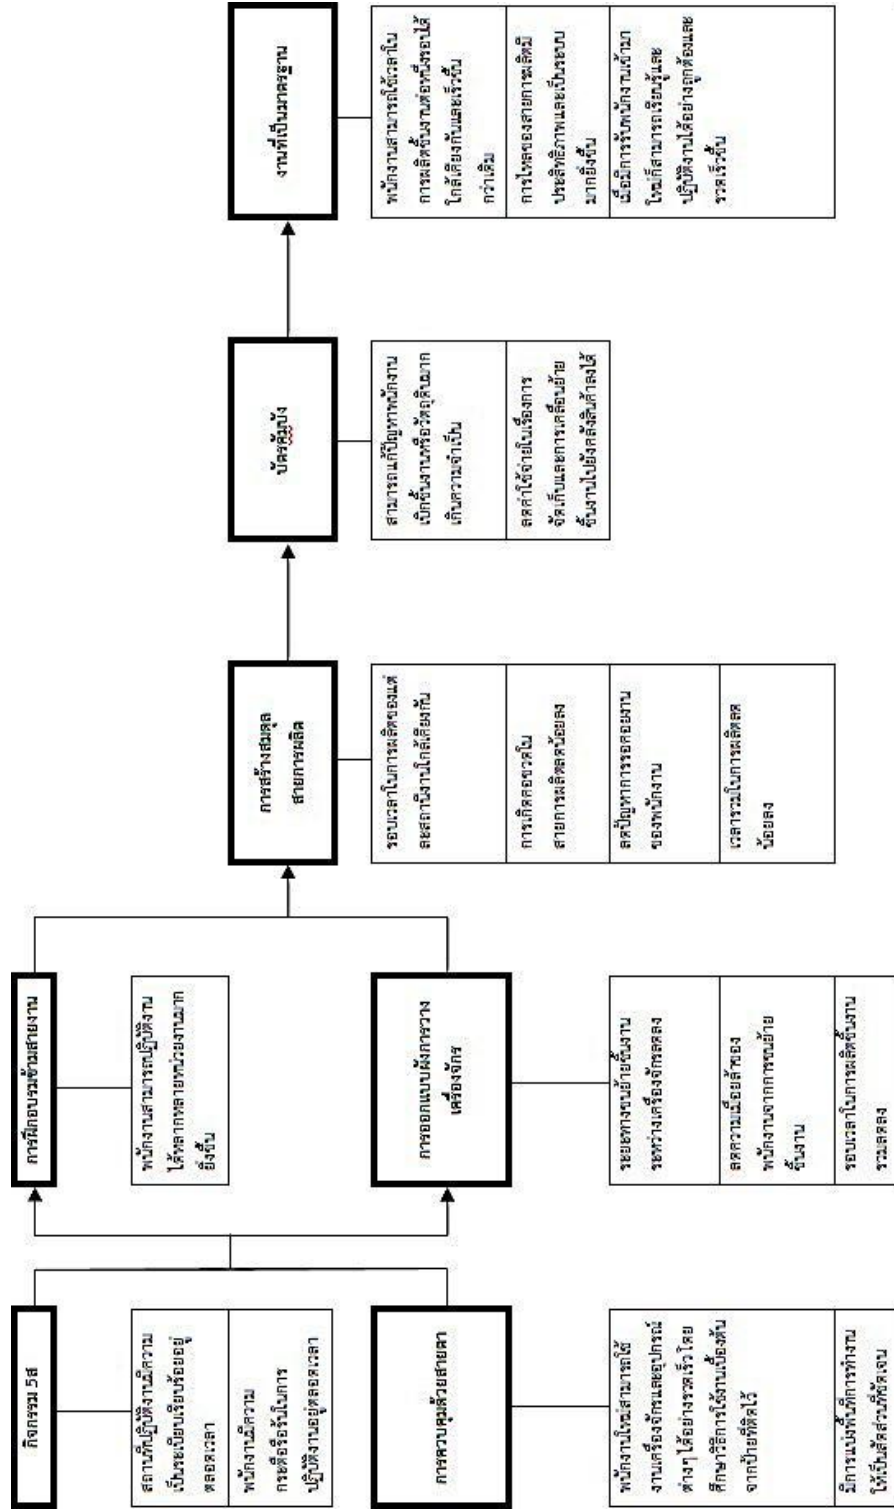 กิจกรรม 5ส
สถานที่ปฏิบัติงานมีความ
เป็นระเบียบเรียบร้อยอยู่
ตลอดเวลา
พนักงานมีความ
กระตือรือร้นในการ
ปฏิบัติงานอยู่ตลอดเวลา
การควบคุมด้วยสายตา
พนักงานใหม่สามารถใช้
งานเครื่องจักรและอุปกรณ์
ต่างๆ ได้อย่างรวดเร็ว โดย
ศึกษาวิธีการใช้งานเบื้องต้น
จากป้ายที่ติดไว้
มีการแบ่งพื้นที่การทำงาน
ให้เป็นสัดส่วนที่ชัดเจน
การฝึกอบรมข้ามสายงาน
พนักงานสามารถปฏิบัติงาน
ได้หลากหลายหน่วยงานมาก
ยิ่งขึ้น
การออกแบบผังการวาง
เครื่องจักร
ระยะทางขนย้ายชิ้นงาน
ระหว่างเครื่องจักรลดลง
ลดความเมื่อยล้าของ
พนักงานจากการขนย้าย
ชิ้นงาน
รอบเวลาในการผลิตชิ้นงาน
รวมลดลง
การสร้างสมดุล
สายการผลิต
รอบเวลาในการผลิตของแต่
ละสถานีงานใกล้เคียงกัน
การเกิดคอขวดใน
สายการผลิตลดน้อยลง
ลดปัญหาการรอคอยงาน
ของพนักงาน
เวลารวมในการผลิตลด
น้อยลง
บัตรคัมบัง
สามารถแก้ปัญหาพนักงาน
เบิกชิ้นงานหรือวัตถุดิบมาก
เกินความจำเป็น
ลดค่าใช้จ่ายในเรื่องการ
จัดเก็บและการเคลื่อนย้าย
ชิ้นงานไปยังคลังสินค้าลงได้
งานที่เป็นมาตรฐาน
พนักงานสามารถใช้เวลาใน
การผลิตชิ้นงานต่อหนึ่งรอบได้
ใกล้เคียงกันและเร็วขึ้น
กว่าเดิม
การไหลของสายการผลิตมี
ประสิทธิภาพและเป็นระบบ
มากยิ่งขึ้น
เมื่อมีการรับพนักงานเข้ามา
ใหม่ก็สามารถเรียนรู้และ
ปฏิบัติงานได้อย่างถูกต้องและ
รวดเร็วขึ้น